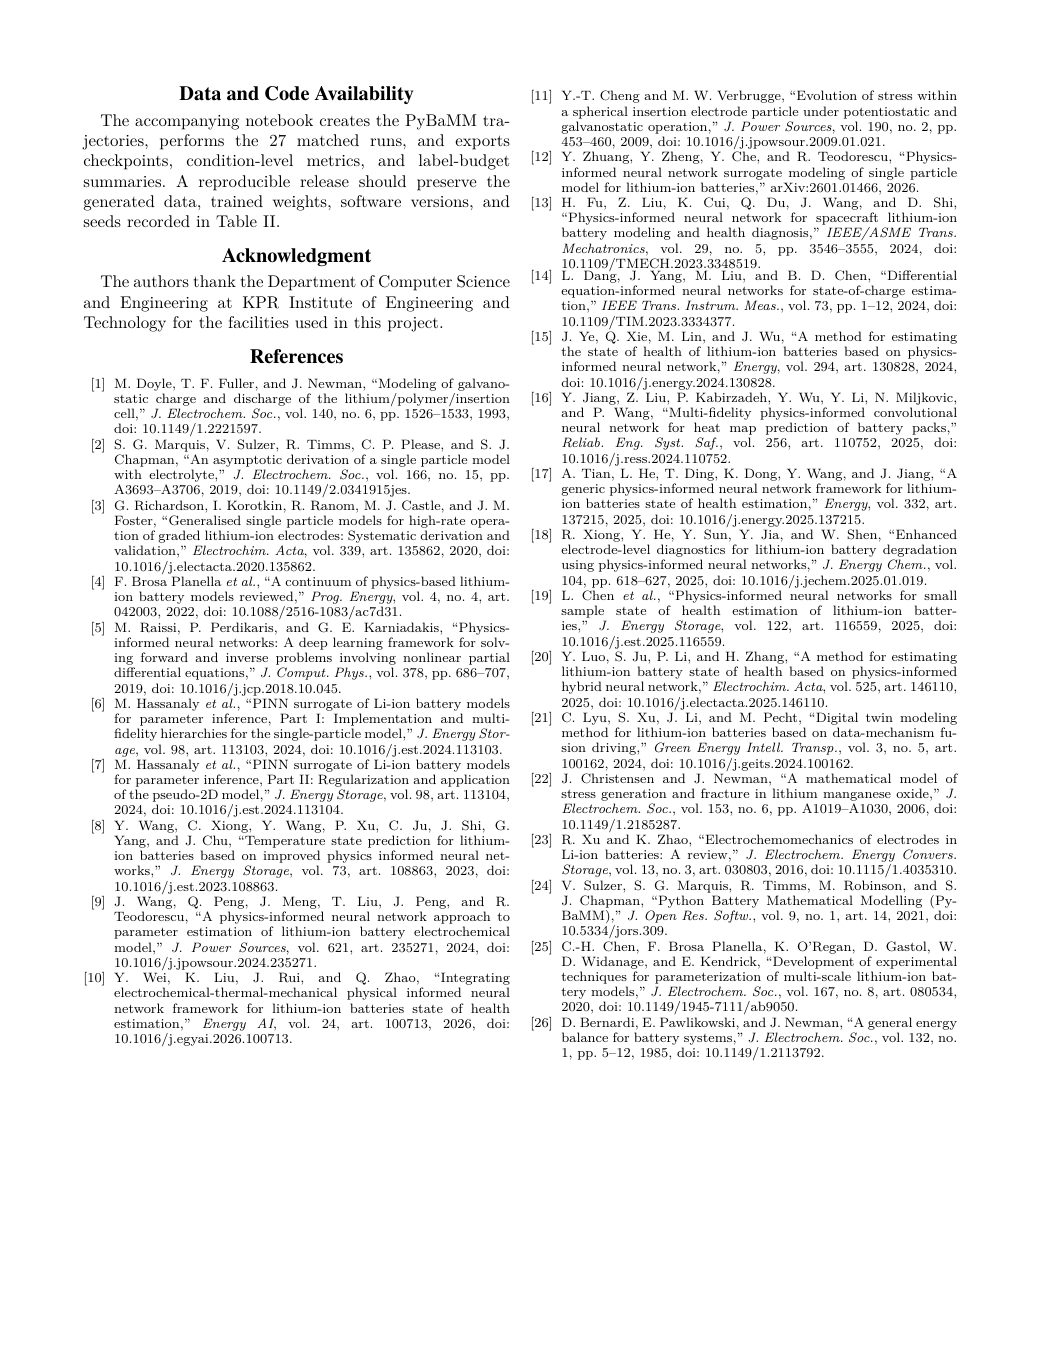 Data and Code Availability
The accompanying notebook creates the PyBaMM tra-
jectories, performs the 27 matched runs, and exports
checkpoints, condition-level metrics, and label-budget
summaries. A reproducible release should preserve the
generated data, trained weights, software versions, and
seeds recorded in Table II.
Acknowledgment
The authors thank the Department of Computer Science
and Engineering at KPR Institute of Engineering and
Technology for the facilities used in this project.
References
[1] M. Doyle, T. F. Fuller, and J. Newman, “Modeling of galvano-
static charge and discharge of the lithium/polymer/insertion
cell,” J. Electrochem. Soc., vol. 140, no. 6, pp. 1526–1533, 1993,
doi: 10.1149/1.2221597.
[2] S. G. Marquis, V. Sulzer, R. Timms, C. P. Please, and S. J.
Chapman, “An asymptotic derivation of a single particle model
with electrolyte,” J. Electrochem. Soc., vol. 166, no. 15, pp.
A3693–A3706, 2019, doi: 10.1149/2.0341915jes.
[3] G. Richardson, I. Korotkin, R. Ranom, M. J. Castle, and J. M.
Foster, “Generalised single particle models for high-rate opera-
tion of graded lithium-ion electrodes: Systematic derivation and
validation,” Electrochim. Acta, vol. 339, art. 135862, 2020, doi:
10.1016/j.electacta.2020.135862.
[4] F. Brosa Planella et al., “A continuum of physics-based lithium-
ion battery models reviewed,” Prog. Energy, vol. 4, no. 4, art.
042003, 2022, doi: 10.1088/2516-1083/ac7d31.
[5] M. Raissi, P. Perdikaris, and G. E. Karniadakis, “Physics-
informed neural networks: A deep learning framework for solv-
ing forward and inverse problems involving nonlinear partial
differential equations,” J. Comput. Phys., vol. 378, pp. 686–707,
2019, doi: 10.1016/j.jcp.2018.10.045.
[6] M. Hassanaly et al., “PINN surrogate of Li-ion battery models
for parameter inference, Part I: Implementation and multi-
fidelity hierarchies for the single-particle model,” J. Energy Stor-
age, vol. 98, art. 113103, 2024, doi: 10.1016/j.est.2024.113103.
[7] M. Hassanaly et al., “PINN surrogate of Li-ion battery models
for parameter inference, Part II: Regularization and application
of the pseudo-2D model,” J. Energy Storage, vol. 98, art. 113104,
2024, doi: 10.1016/j.est.2024.113104.
[8] Y. Wang, C. Xiong, Y. Wang, P. Xu, C. Ju, J. Shi, G.
Yang, and J. Chu, “Temperature state prediction for lithium-
ion batteries based on improved physics informed neural net-
works,” J. Energy Storage, vol. 73, art. 108863, 2023, doi:
10.1016/j.est.2023.108863.
[9] J. Wang, Q. Peng, J. Meng, T. Liu, J. Peng, and R.
Teodorescu, “A physics-informed neural network approach to
parameter estimation of lithium-ion battery electrochemical
model,” J. Power Sources, vol. 621, art. 235271, 2024, doi:
10.1016/j.jpowsour.2024.235271.
[10] Y. Wei, K. Liu, J. Rui, and Q. Zhao, “Integrating
electrochemical-thermal-mechanical physical informed neural
network framework for lithium-ion batteries state of health
estimation,” Energy AI, vol. 24, art. 100713, 2026, doi:
10.1016/j.egyai.2026.100713.
[11] Y.-T. Cheng and M. W. Verbrugge, “Evolution of stress within
a spherical insertion electrode particle under potentiostatic and
galvanostatic operation,” J. Power Sources, vol. 190, no. 2, pp.
453–460, 2009, doi: 10.1016/j.jpowsour.2009.01.021.
[12] Y. Zhuang, Y. Zheng, Y. Che, and R. Teodorescu, “Physics-
informed neural network surrogate modeling of single particle
model for lithium-ion batteries,” arXiv:2601.01466, 2026.
[13] H. Fu, Z. Liu, K. Cui, Q. Du, J. Wang, and D. Shi,
“Physics-informed neural network for spacecraft lithium-ion
battery modeling and health diagnosis,” IEEE/ASME Trans.
Mechatronics, vol. 29, no. 5, pp. 3546–3555, 2024, doi:
10.1109/TMECH.2023.3348519.
[14] L. Dang, J. Yang, M. Liu, and B. D. Chen, “Differential
equation-informed neural networks for state-of-charge estima-
tion,” IEEE Trans. Instrum. Meas., vol. 73, pp. 1–12, 2024, doi:
10.1109/TIM.2023.3334377.
[15] J. Ye, Q. Xie, M. Lin, and J. Wu, “A method for estimating
the state of health of lithium-ion batteries based on physics-
informed neural network,” Energy, vol. 294, art. 130828, 2024,
doi: 10.1016/j.energy.2024.130828.
[16] Y. Jiang, Z. Liu, P. Kabirzadeh, Y. Wu, Y. Li, N. Miljkovic,
and P. Wang, “Multi-fidelity physics-informed convolutional
neural network for heat map prediction of battery packs,”
Reliab. Eng. Syst. Saf., vol. 256, art. 110752, 2025, doi:
10.1016/j.ress.2024.110752.
[17] A. Tian, L. He, T. Ding, K. Dong, Y. Wang, and J. Jiang, “A
generic physics-informed neural network framework for lithium-
ion batteries state of health estimation,” Energy, vol. 332, art.
137215, 2025, doi: 10.1016/j.energy.2025.137215.
[18] R. Xiong, Y. He, Y. Sun, Y. Jia, and W. Shen, “Enhanced
electrode-level diagnostics for lithium-ion battery degradation
using physics-informed neural networks,” J. Energy Chem., vol.
104, pp. 618–627, 2025, doi: 10.1016/j.jechem.2025.01.019.
[19] L. Chen et al., “Physics-informed neural networks for small
sample state of health estimation of lithium-ion batter-
ies,” J. Energy Storage, vol. 122, art. 116559, 2025, doi:
10.1016/j.est.2025.116559.
[20] Y. Luo, S. Ju, P. Li, and H. Zhang, “A method for estimating
lithium-ion battery state of health based on physics-informed
hybrid neural network,” Electrochim. Acta, vol. 525, art. 146110,
2025, doi: 10.1016/j.electacta.2025.146110.
[21] C. Lyu, S. Xu, J. Li, and M. Pecht, “Digital twin modeling
method for lithium-ion batteries based on data-mechanism fu-
sion driving,” Green Energy Intell. Transp., vol. 3, no. 5, art.
100162, 2024, doi: 10.1016/j.geits.2024.100162.
[22] J. Christensen and J. Newman, “A mathematical model of
stress generation and fracture in lithium manganese oxide,” J.
Electrochem. Soc., vol. 153, no. 6, pp. A1019–A1030, 2006, doi:
10.1149/1.2185287.
[23] R. Xu and K. Zhao, “Electrochemomechanics of electrodes in
Li-ion batteries: A review,” J. Electrochem. Energy Convers.
Storage, vol. 13, no. 3, art. 030803, 2016, doi: 10.1115/1.4035310.
[24] V. Sulzer, S. G. Marquis, R. Timms, M. Robinson, and S.
J. Chapman, “Python Battery Mathematical Modelling (Py-
BaMM),” J. Open Res. Softw., vol. 9, no. 1, art. 14, 2021, doi:
10.5334/jors.309.
[25] C.-H. Chen, F. Brosa Planella, K. O’Regan, D. Gastol, W.
D. Widanage, and E. Kendrick, “Development of experimental
techniques for parameterization of multi-scale lithium-ion bat-
tery models,” J. Electrochem. Soc., vol. 167, no. 8, art. 080534,
2020, doi: 10.1149/1945-7111/ab9050.
[26] D. Bernardi, E. Pawlikowski, and J. Newman, “A general energy
balance for battery systems,” J. Electrochem. Soc., vol. 132, no.
1, pp. 5–12, 1985, doi: 10.1149/1.2113792.